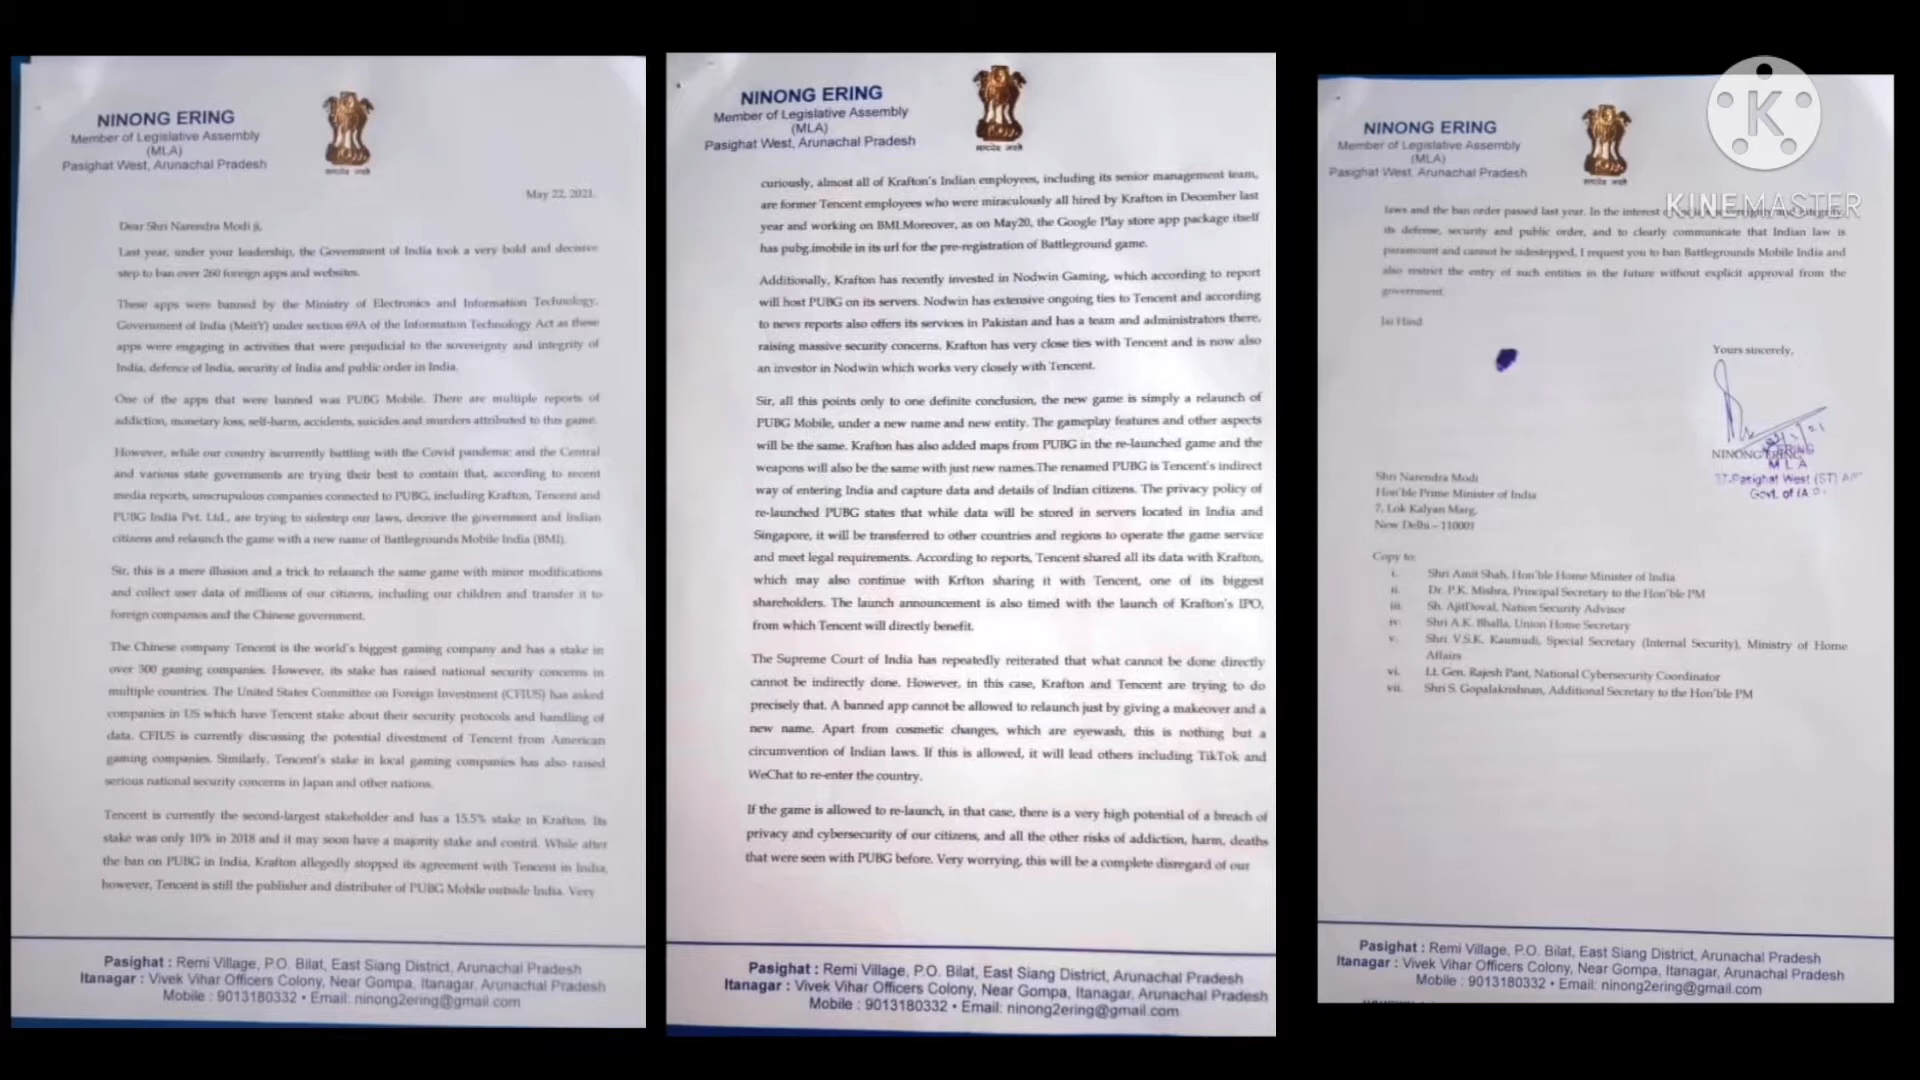 NINONG ERING
Member of Legislative Assembly
(MLA)
Pasighat West, Arunachal Pradesh
सत्यमेव जयते
May 22, 2021.
Dear Shri Narendra Modi ji,
Last year, under your leadership, the Government of India took a very bold and decisive
step to ban over 260 foreign apps and websites.
These apps were banned by the Ministry of Electronics and Information Technology,
Government of India (MeitY) under section 69A of the Information Technology Act as these
apps were engaging in activities that were prejudicial to the sovereignty and integrity of
India, defence of India, security of India and public order in India.
One of the apps that were banned was PUBG Mobile. There are multiple reports of
addiction, monetary loss, self-harm, accidents, suicides and murders attributed to this game.
However, while our country iscurrently battling with the Covid pandemic and the Central
and various state governments are trying their best to contain that, according to recent
media reports, unscrupulous companies connected to PUBG, including Krafton, Tencent and
PUBG India Pvt. Ltd., are trying to sidestep our laws, deceive the government and Indian
citizens and relaunch the game with a new name of Battlegrounds Mobile India (BMI).
Sir, this is a mere illusion and a trick to relaunch the same game with minor modifications
and collect user data of millions of our citizens, including our children and transfer it to
foreign companies and the Chinese government.
The Chinese company Tencent is the world's biggest gaming company and has a stake in
over 300 gaming companies. However, its stake has raised national security concerns in
multiple countries. The United States Committee on Foreign Investment (CFIUS) has asked
companies in US which have Tencent stake about their security protocols and handling of
data. CFIUS is currently discussing the potential divestment of Tencent from American
gaming companies. Similarly, Tencent's stake in local gaming companies has also raised
serious national security concerns in Japan and other nations.
Tencent is currently the second-largest stakeholder and has a 15.5% stake in Krafton. Its
stake was only 10% in 2018 and it may soon have a majority stake and contril. While after
the ban on PUBG in India, Krafton allegedly stopped its agreement with Tencent in India,
however, Tencent is still the publisher and distributer of PUBG Mobile outside India. Very
Pasighat : Remi Village, P.O. Bilat, East Siang District, Arunachal Pradesh
Itanagar : Vivek Vihar Officers Colony, Near Gompa, Itanagar, Arunachal Pradesh
Mobile : 9013180332 • Email: ninong2ering@gmail.com
NINONG ERING
Member of Legislative Assembly
(MLA)
Pasighat West, Arunachal Pradesh
सत्यमेव जयते
curiously, almost all of Krafton's Indian employees, including its senior management team,
are former Tencent employees who were miraculously all hired by Krafton in December last
year and working on BMI.Moreover, as on May20, the Google Play store app package itself
has pubg.imobile in its url for the pre-registration of Battleground game.
Additionally, Krafton has recently invested in Nodwin Gaming, which according to report
will host PUBG on its servers. Nodwin has extensive ongoing ties to Tencent and according
to news reports also offers its services in Pakistan and has a team and administrators there,
raising massive security concerns. Krafton has very close ties with Tencent and is now also
an investor in Nodwin which works very closely with Tencent.
Sir, all this points only to one definite conclusion, the new game is simply a relaunch of
PUBG Mobile, under a new name and new entity. The gameplay features and other aspects
will be the same. Krafton has also added maps from PUBG in the re-launched game and the
weapons will also be the same with just new names.The renamed PUBG is Tencent's indirect
way of entering India and capture data and details of Indian citizens. The privacy policy of
re-launched PUBG states that while data will be stored in servers located in India and
Singapore, it will be transferred to other countries and regions to operate the game service
and meet legal requirements. According to reports, Tencent shared all its data with Krafton,
which may also continue with Krfton sharing it with Tencent, one of its biggest
shareholders. The launch announcement is also timed with the launch of Krafton's IPO,
from which Tencent will directly benefit.
The Supreme Court of India has repeatedly reiterated that what cannot be done directly
cannot be indirectly done. However, in this case, Krafton and Tencent are trying to do
precisely that. A banned app cannot be allowed to relaunch just by giving a makeover and a
new name. Apart from cosmetic changes, which are eyewash, this is nothing but a
circumvention of Indian laws. If this is allowed, it will lead others including TikTok and
WeChat to re-enter the country.
If the game is allowed to re-launch, in that case, there is a very high potential of a breach of
privacy and cybersecurity of our citizens, and all the other risks of addiction, harm, deaths
that were seen with PUBG before. Very worrying, this will be a complete disregard of our
Pasighat : Remi Village, P.O. Bilat, East Siang District, Arunachal Pradesh
Itanagar : Vivek Vihar Officers Colony, Near Gompa, Itanagar, Arunachal Pradesh
Mobile : 9013180332 • Email: ninong2ering@gmail.com
K
KINEMASTER
NINONG ERING
Member of Legislative Assembly
(MLA)
Pasighat West, Arunachal Pradesh
सत्यमेव जयते
laws and the ban order passed last year. In the interest of integrity,
its defense, security and public order, and to clearly communicate that Indian law is
paramount and cannot be sidestepped, I request you to ban Battlegrounds Mobile India and
also restrict the entry of such entities in the future without explicit approval from the
government.
Jai Hind
Yours sincerely,
NINONG ERING
M L A
37-Pasighat West (ST)
Govt. of
Shri Narendra Modi
Hon'ble Prime Minister of India
7, Lok Kalyan Marg,
New Delhi – 110001
Copy to:
i. Shri Amit Shah, Hon'ble Home Minister of India
ii. Dr. P.K. Mishra, Principal Secretary to the Hon'ble PM
iii. Sh. AjitDoval, Nation Security Advisor
iv. Shri A.K. Bhalla, Union Home Secretary
v. Shri V.S.K. Kaumudi, Special Secretary (Internal Security), Ministry of Home
Affairs
vi. Lt. Gen. Rajesh Pant, National Cybersecurity Coordinator
vii. Shri S. Gopalakrishnan, Additional Secretary to the Hon'ble PM
Pasighat : Remi Village, P.O. Bilat, East Siang District, Arunachal Pradesh
Itanagar : Vivek Vihar Officers Colony, Near Gompa, Itanagar, Arunachal Pradesh
Mobile : 9013180332 • Email: ninong2ering@gmail.com